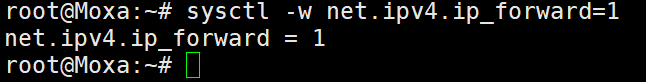 root@Moxa:~# sysctl -w net.ipv4.ip_forward=1
net.ipv4.ip_forward = 1
root@Moxa:~#